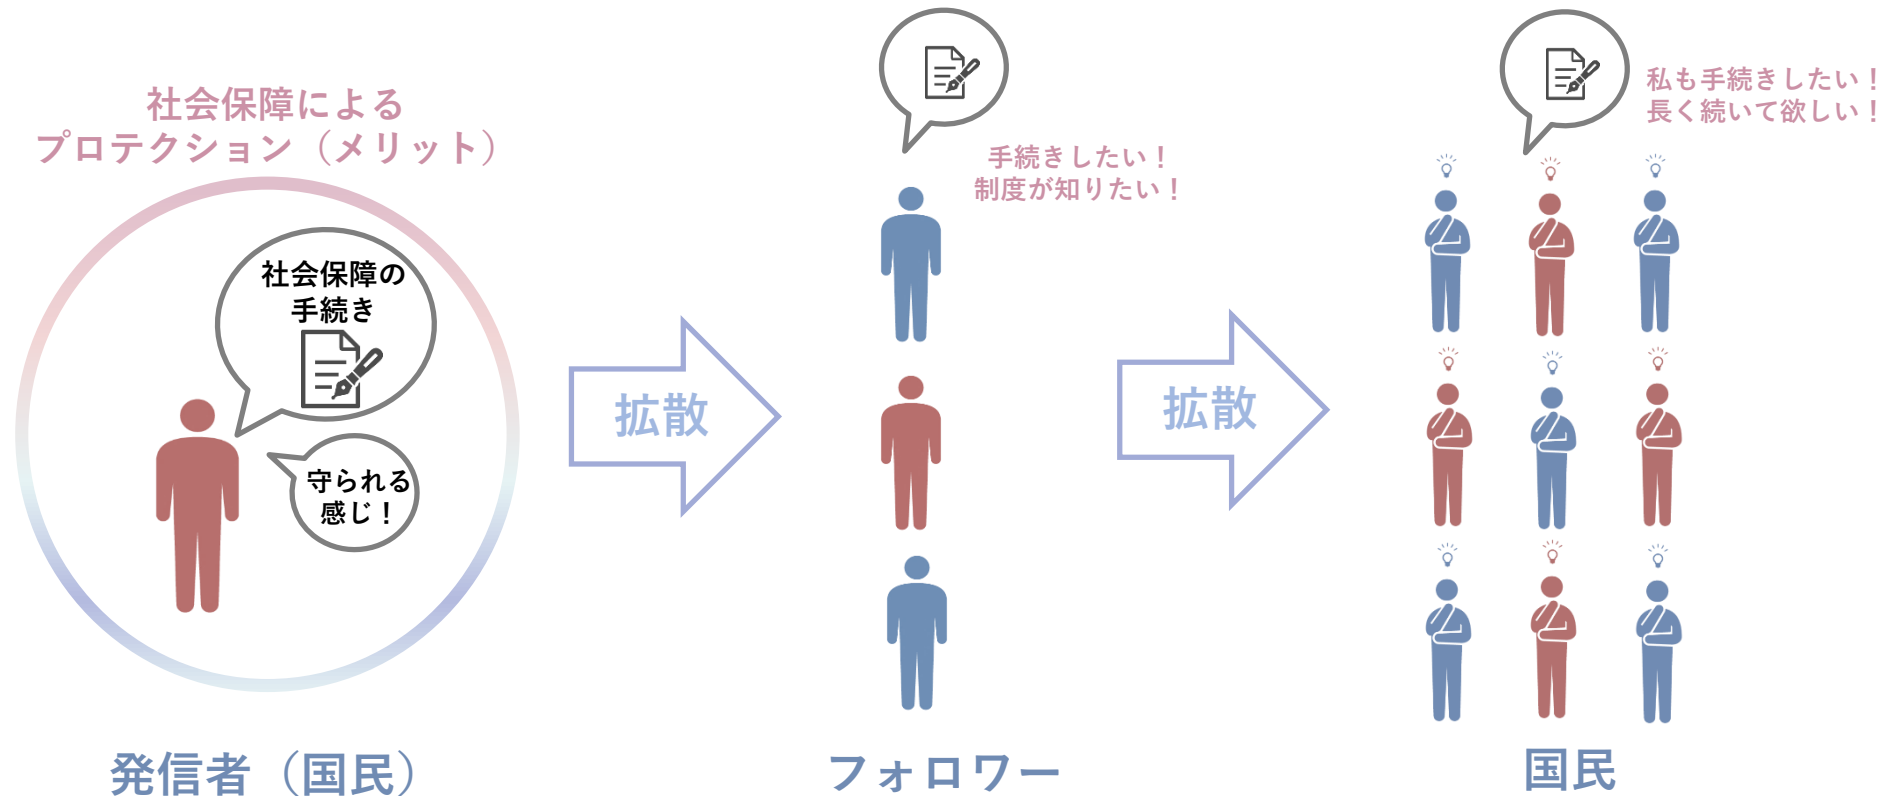 社会保障による
プロテクション（メリット）
社会保障の
手続き
守られる
感じ！
発信者（国民）
拡散
手続きしたい！
制度が知りたい！
フォロワー
拡散
私も手続きしたい！
長く続いて欲しい！
国民